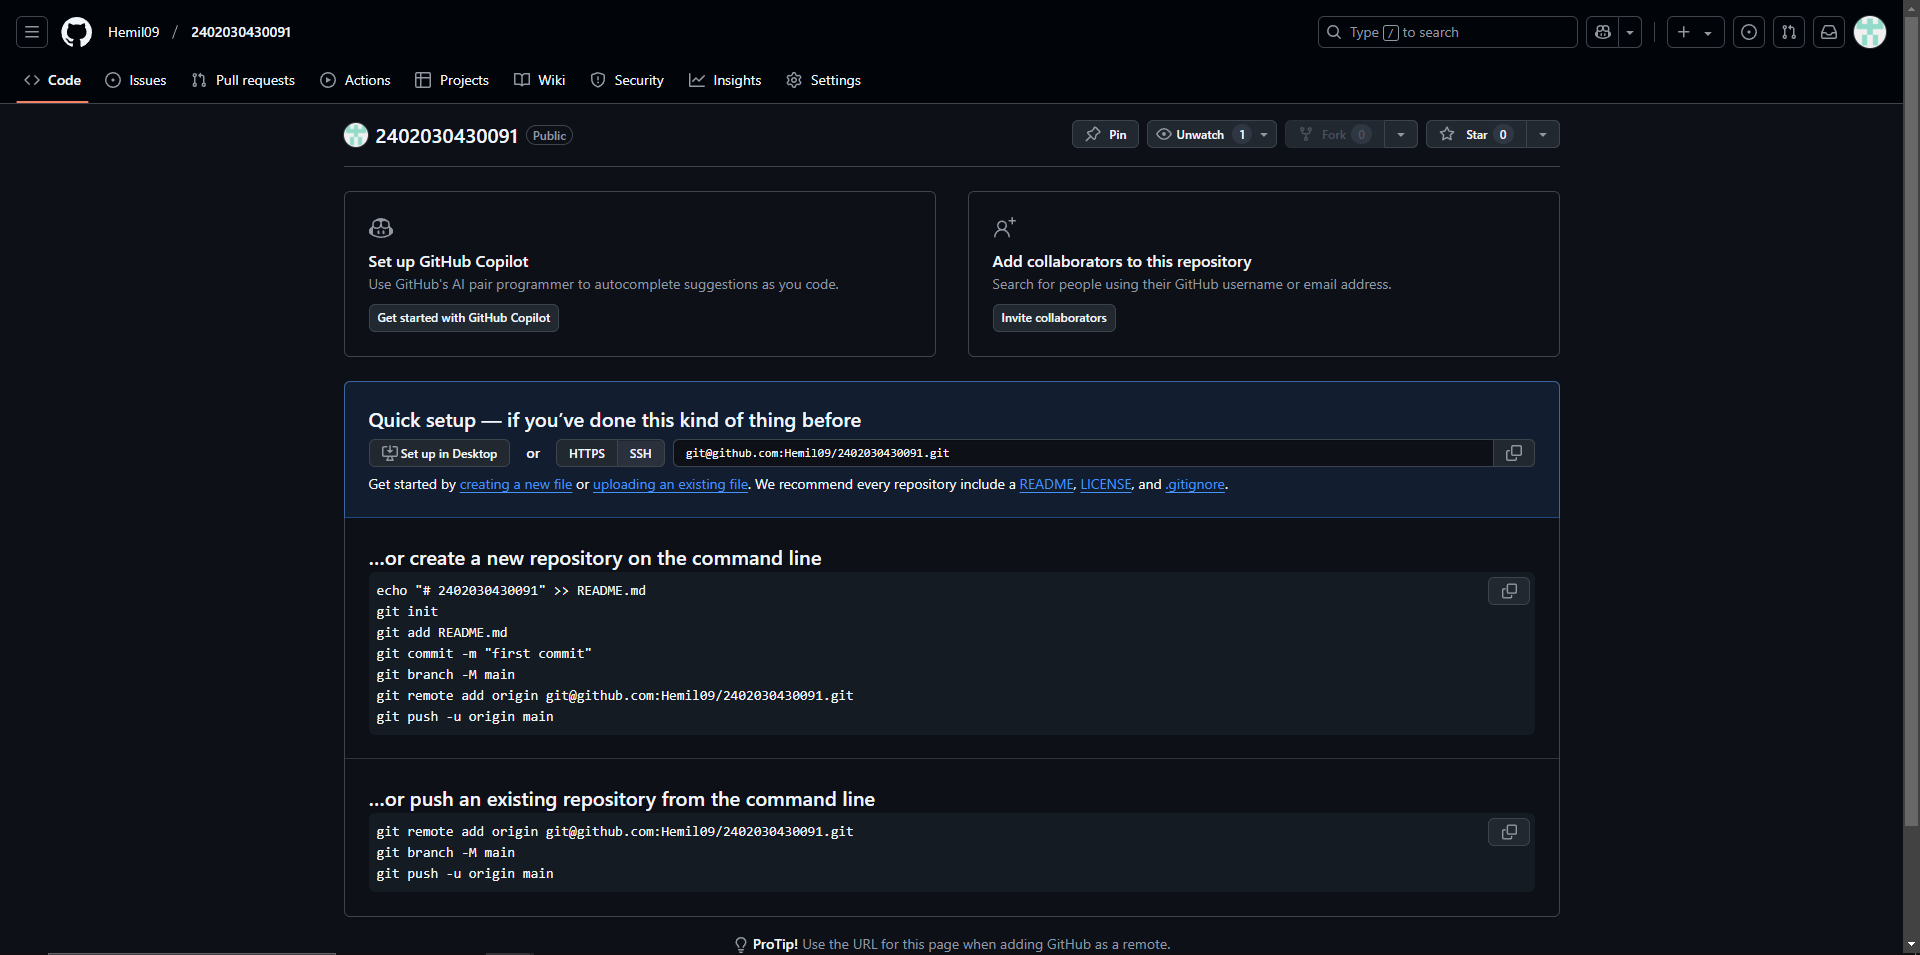 Hemil09 / 2402030430091
Type / to search
Code Issues Pull requests Actions Projects Wiki Security Insights Settings
2402030430091 Public
Pin Unwatch 1 Fork 0 Star 0
Set up GitHub Copilot
Use GitHub's AI pair programmer to autocomplete suggestions as you code.
Get started with GitHub Copilot
Add collaborators to this repository
Search for people using their GitHub username or email address.
Invite collaborators
Quick setup — if you’ve done this kind of thing before
Set up in Desktop or HTTPS SSH git@github.com:Hemil09/2402030430091.git
Get started by creating a new file or uploading an existing file. We recommend every repository include a README, LICENSE, and .gitignore.
…or create a new repository on the command line
echo "# 2402030430091" >> README.md
git init
git add README.md
git commit -m "first commit"
git branch -M main
git remote add origin git@github.com:Hemil09/2402030430091.git
git push -u origin main
…or push an existing repository from the command line
git remote add origin git@github.com:Hemil09/2402030430091.git
git branch -M main
git push -u origin main
ProTip! Use the URL for this page when adding GitHub as a remote.